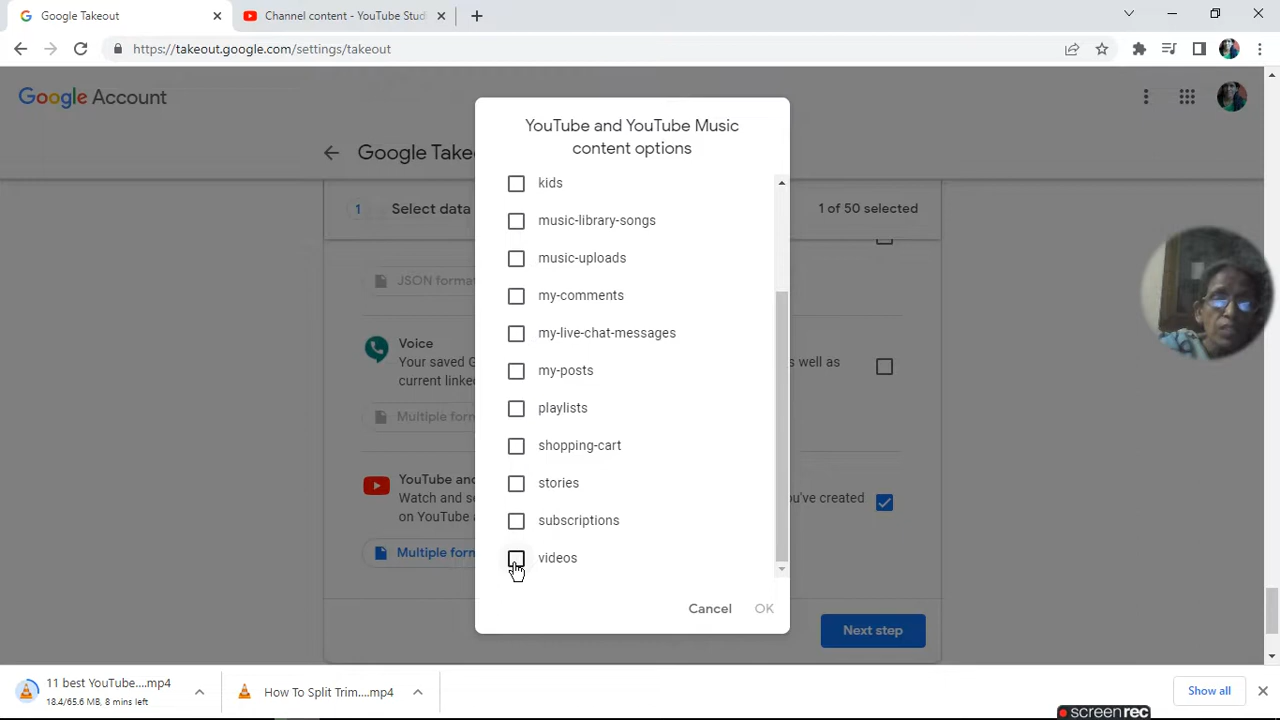 Google Takeout
Channel content - YouTube Stud
https://takeout.google.com/settings/takeout
Google Account
Google Take
1
Select data
1 of 50 selected
JSON forma
Voice
Your saved G
s well as
current linke
Multiple for
YouTube an
Watch and se
u've created
on YouTube a
Multiple forn
Next step
YouTube and YouTube Music
content options
kids
music-library-songs
music-uploads
my-comments
my-live-chat-messages
my-posts
playlists
shopping-cart
stories
subscriptions
videos
Cancel
OK
11 best YouTube....mp4
18.4/65.6 MB, 8 mins left
How To Split Trim....mp4
Show all
screenrec